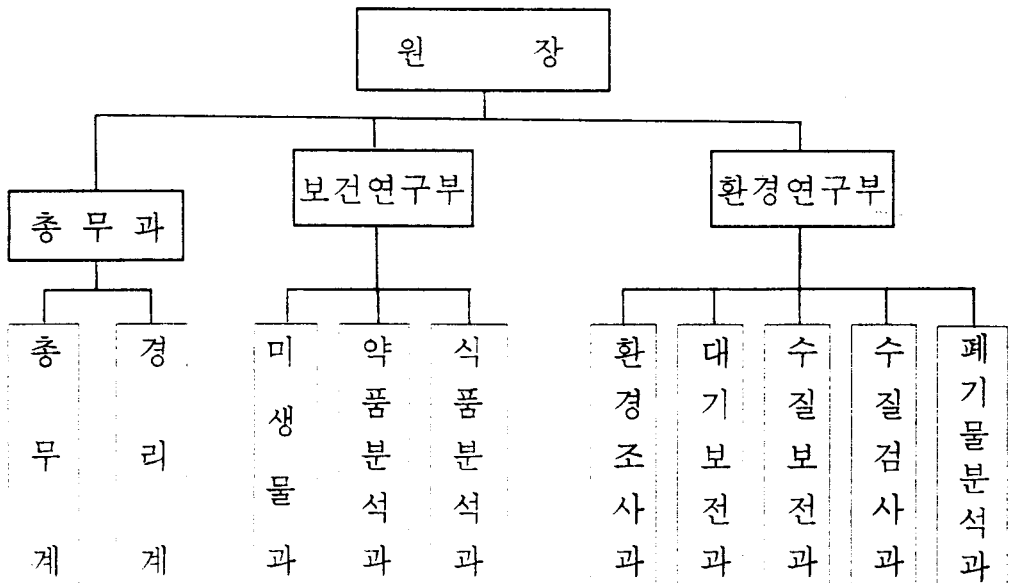 원 장
보건연구부
환경연구부
총 무 과
총무계
경리계
미생물과
약품분석과
식품분석과
환경조사과
대기보전과
수질보전과
수질검사과
폐기물분석과